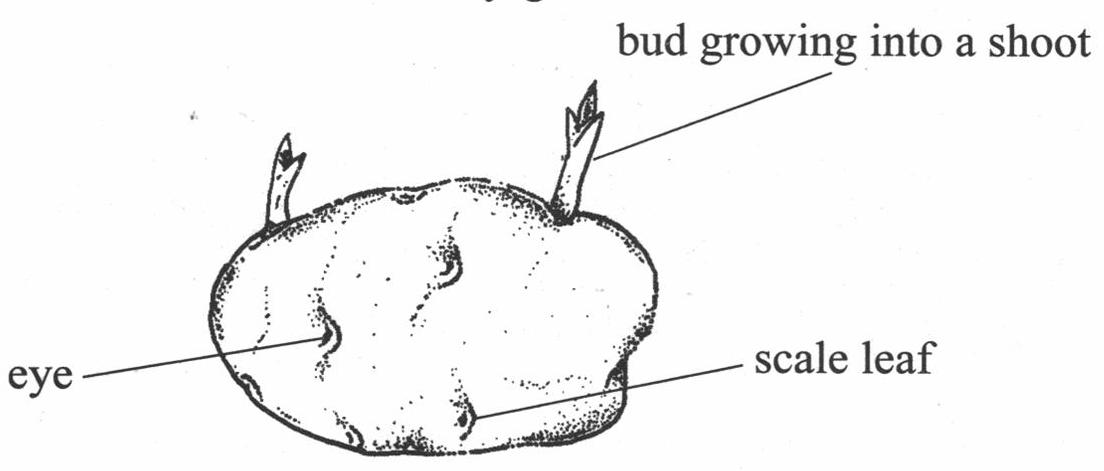 bud growing into a shoot
eye
scale leaf